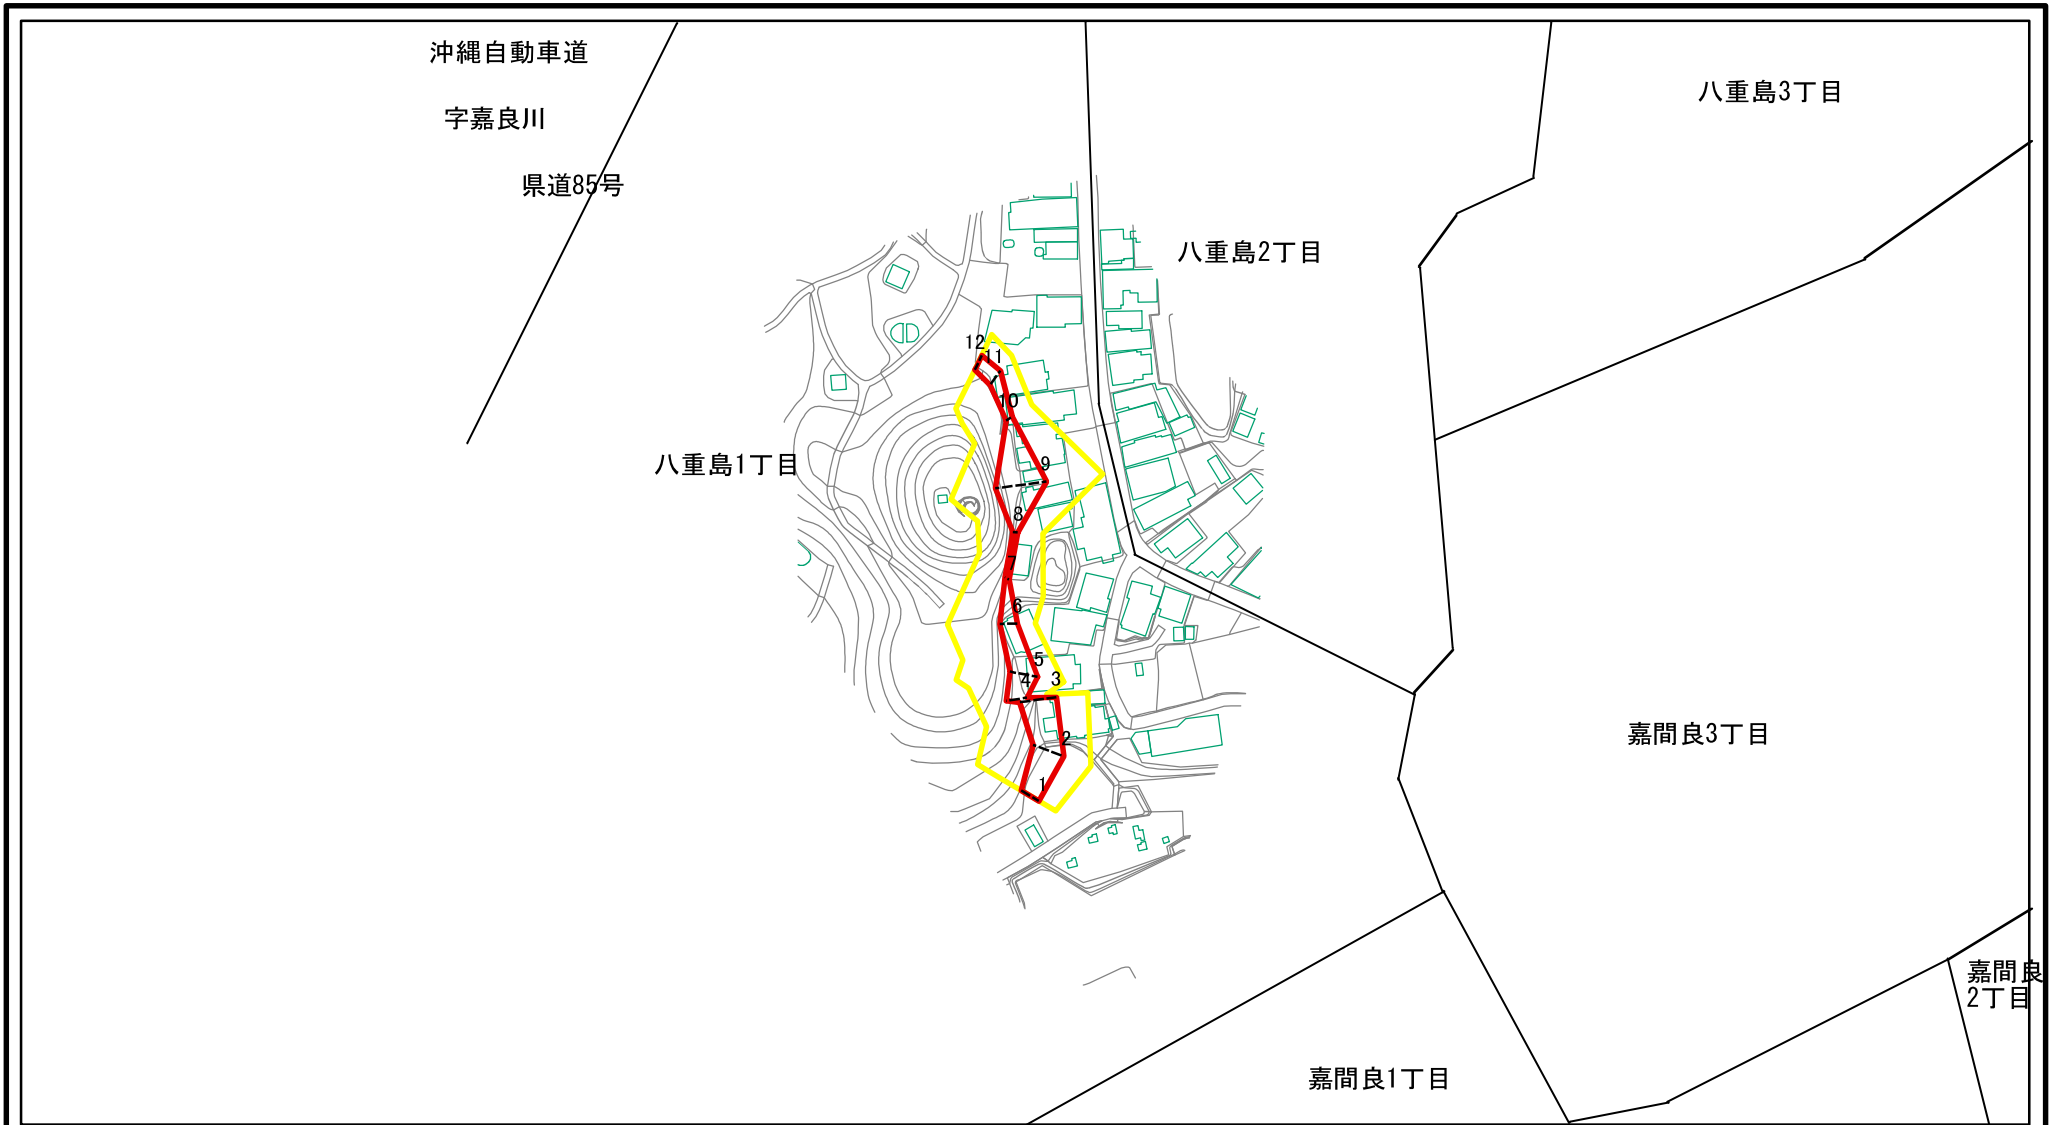 沖縄自動車道
字嘉良川
県道85号
八重島3丁目
八重島2丁目
八重島1丁目
12
11
10
9
8
7
6
5
4
3
2
1
嘉間良3丁目
嘉間良
2丁目
嘉間良1丁目